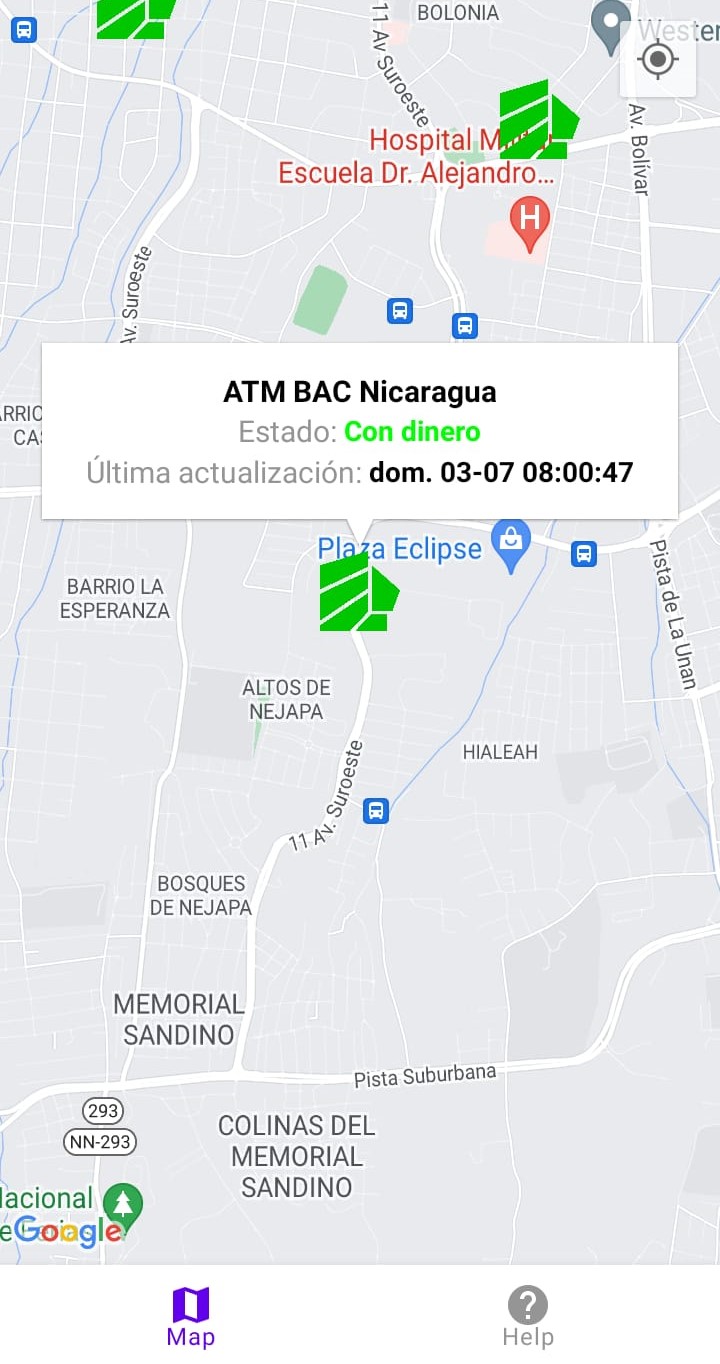 BOLONIA
11 Av Suroeste
Wester
Av. Bolívar
Hospital Militar
Escuela Dr. Alejandro...
H
Av. Suroeste
ATM BAC Nicaragua
Estado: Con dinero
Última actualización: dom. 03-07 08:00:47
Plaza Eclipse
BARRIO LA
ESPERANZA
Pista de La Unan
ALTOS DE
NEJAPA
HIALEAH
11 Av. Suroeste
BOSQUES
DE NEJAPA
MEMORIAL
SANDINO
Pista Suburbana
293
NN-293
COLINAS DEL
MEMORIAL
SANDINO
Nacional
Google
Map
Help